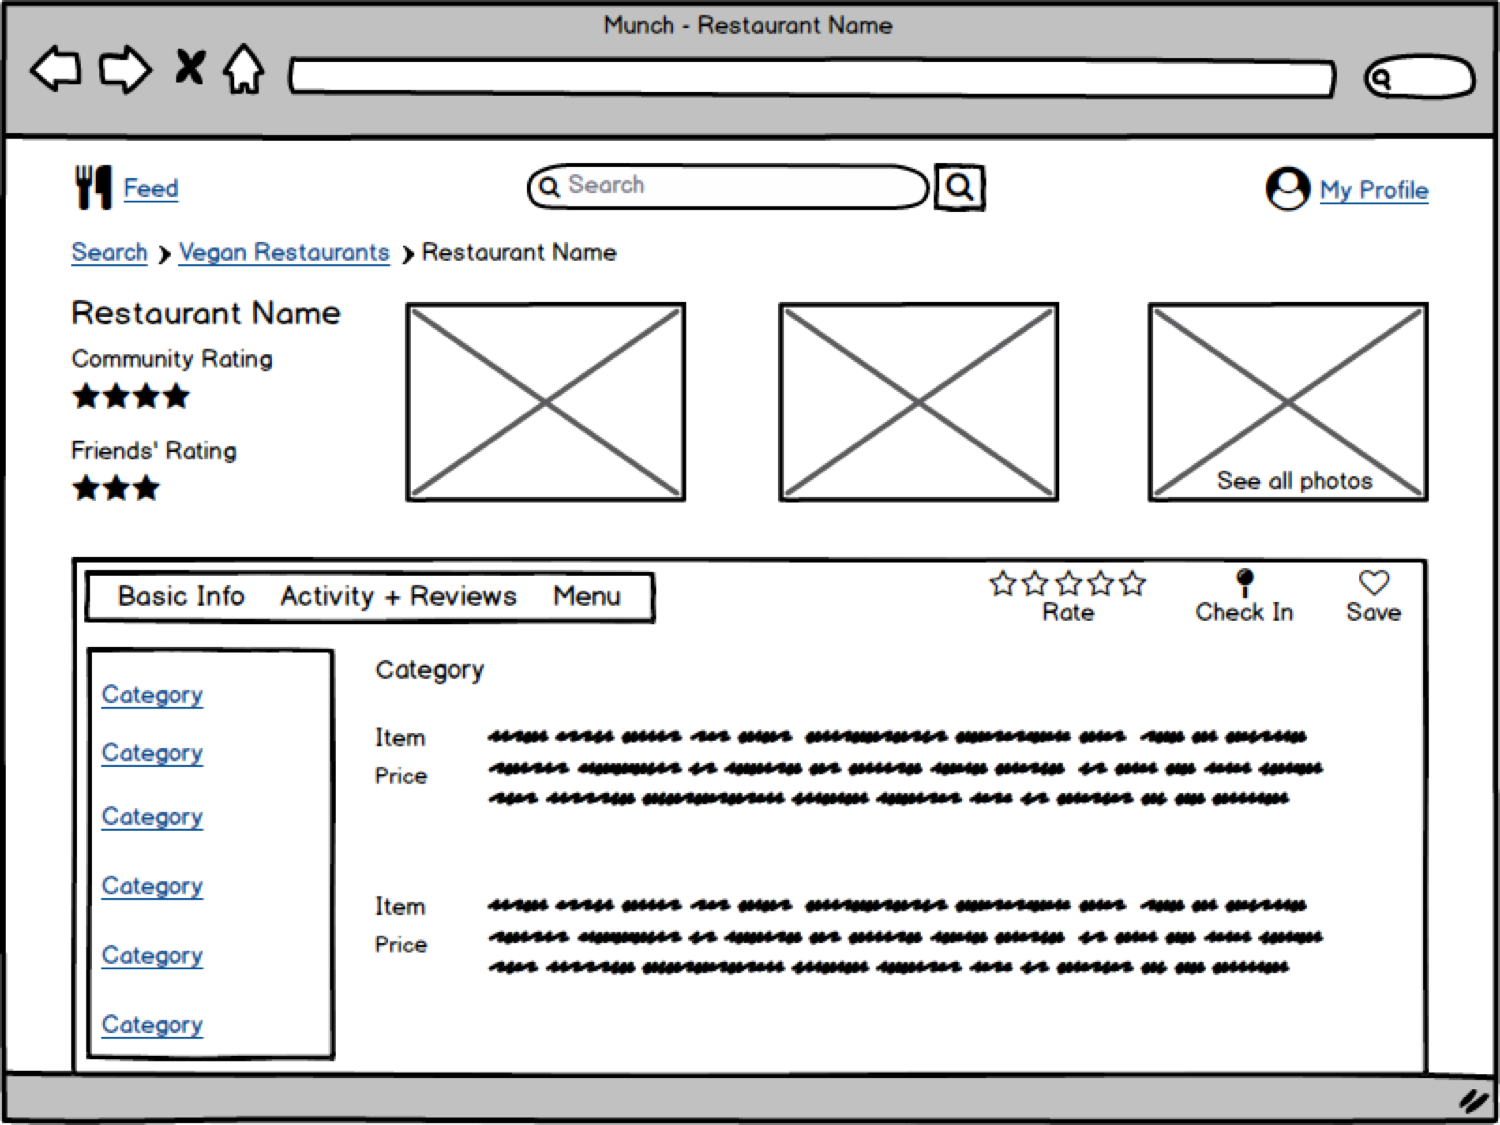 Munch - Restaurant Name
Feed
Search
My Profile
Search > Vegan Restaurants > Restaurant Name
Restaurant Name
Community Rating
Friends' Rating
See all photos
Basic Info Activity + Reviews Menu
Rate Check In Save
Category
Category
Category
Category
Category
Category
Category
Item
Price
Item
Price